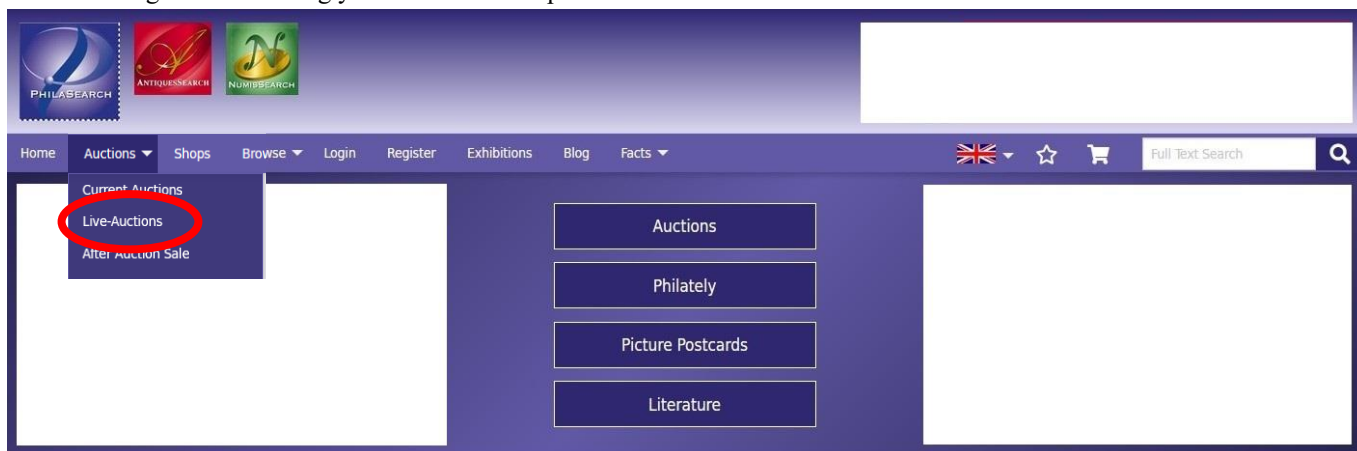 PHILASEARCH
ANTIQUESSEARCH
NUMISSEARCH
Home Auctions Shops Browse Login Register Exhibitions Blog Facts Full Text Search
Current Auctions
Live-Auctions
After Auction Sale
Auctions
Philately
Picture Postcards
Literature